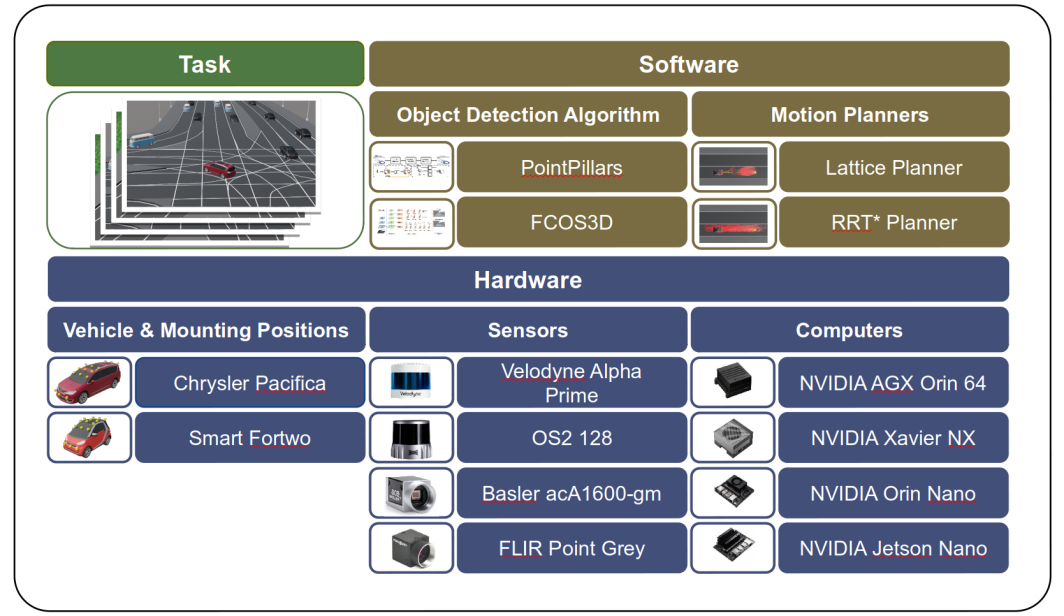 Task
Software
Object Detection Algorithm
Motion Planners
PointPillars
Lattice Planner
FCOS3D
RRT* Planner
Hardware
Vehicle & Mounting Positions
Sensors
Computers
Chrysler Pacifica
Velodyne Alpha
Prime
NVIDIA AGX Orin 64
Smart Fortwo
OS2 128
NVIDIA Xavier NX
Basler acA1600-gm
NVIDIA Orin Nano
FLIR Point Grey
NVIDIA Jetson Nano